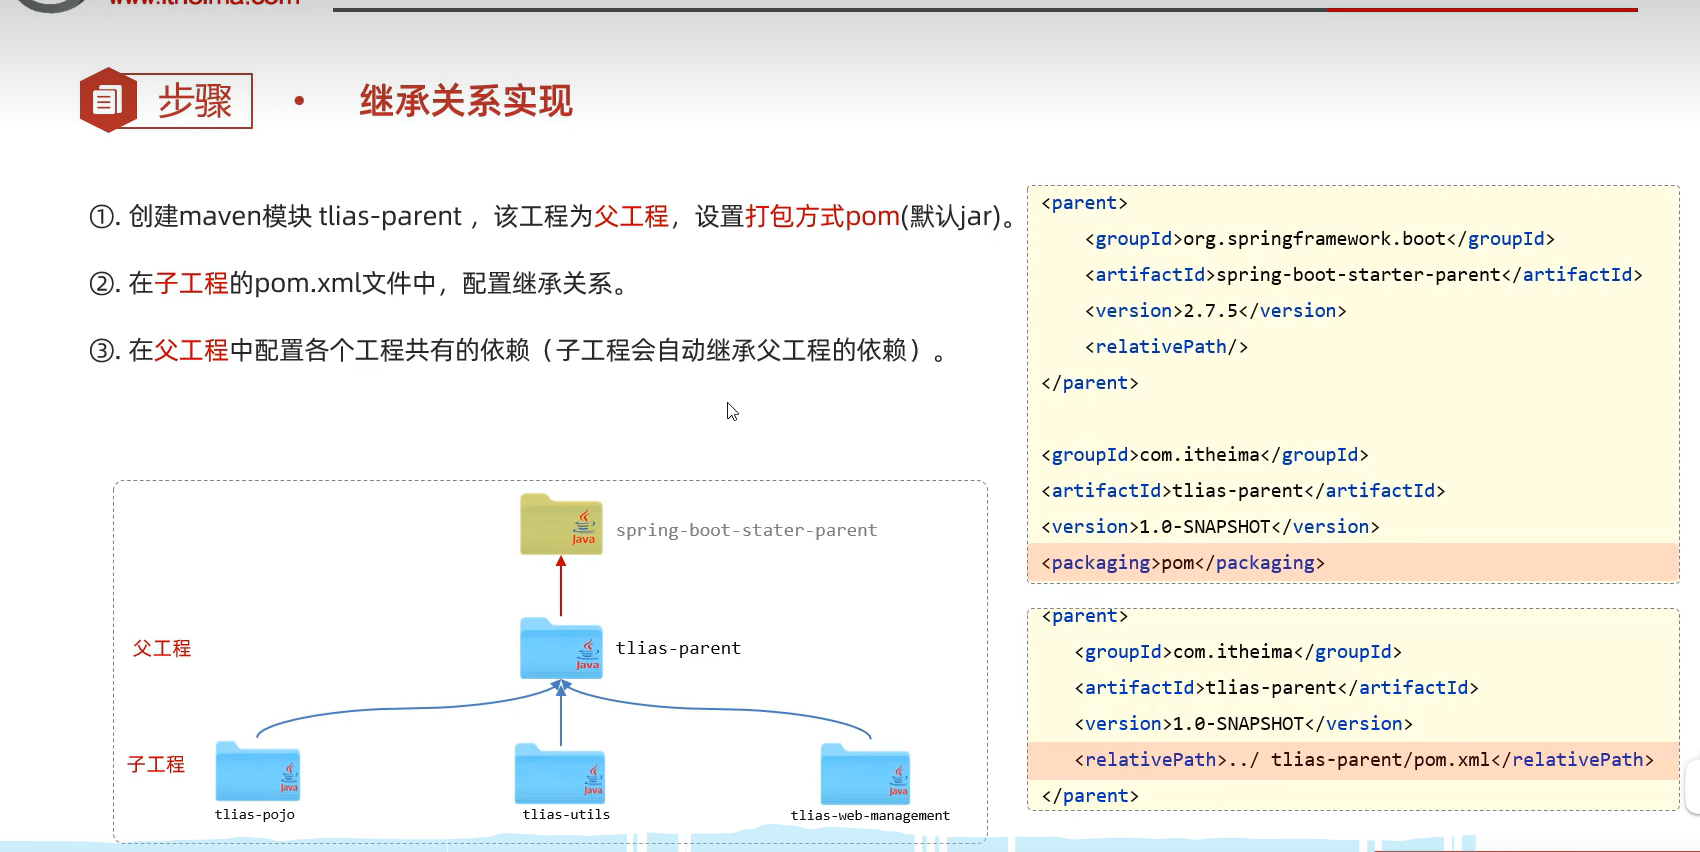 www.itheima.com
步骤 • 继承关系实现
①. 创建maven模块 tlias-parent ，该工程为父工程，设置打包方式pom(默认jar)。
②. 在子工程的pom.xml文件中，配置继承关系。
③. 在父工程中配置各个工程共有的依赖（子工程会自动继承父工程的依赖）。
<parent>
<groupId>org.springframework.boot</groupId>
<artifactId>spring-boot-starter-parent</artifactId>
<version>2.7.5</version>
<relativePath/>
</parent>
<groupId>com.itheima</groupId>
<artifactId>tlias-parent</artifactId>
<version>1.0-SNAPSHOT</version>
<packaging>pom</packaging>
<parent>
<groupId>com.itheima</groupId>
<artifactId>tlias-parent</artifactId>
<version>1.0-SNAPSHOT</version>
<relativePath>../ tlias-parent/pom.xml</relativePath>
</parent>
Java
spring-boot-stater-parent
父工程
Java
tlias-parent
子工程
Java
Java
Java
tlias-pojo
tlias-utils
tlias-web-management